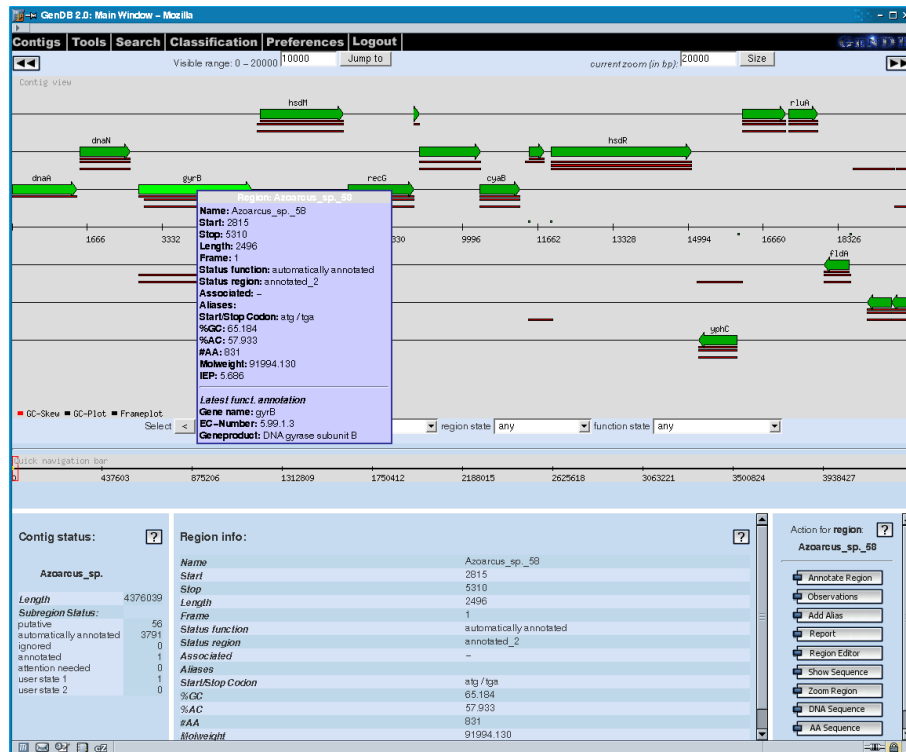 GenDB 2.0: Main Window – Mozilla
Contigs Tools Search Classification Preferences Logout GenDB
Visible range: 0 – 20000 10000 Jump to current zoom (in bp): 20000 Size
Contig view
hsdM rluA
dnaN hsdR
dnaA gyrB recG cyaB
1666 3332 330 9996 11662 13328 14994 16660 18326
fldA
yphC
Region: Azoarcus_sp._58
Name: Azoarcus_sp._58
Start: 2815
Stop: 5310
Length: 2496
Frame: 1
Status function: automatically annotated
Status region: annotated_2
Associated: –
Aliases:
Start/Stop Codon: atg / tga
%GC: 65.184
%AC: 57.933
#AA: 831
Molweight: 91994.130
IEP: 5.686
Latest funct. annotation
Gene name: gyrB
EC–Number: 5.99.1.3
Geneproduct: DNA gyrase subunit B
GC-Skew GC-Plot Frameplot
Select < region state any function state any
Quick navigation bar
0 437603 875206 1312809 1750412 2188015 2625618 3063221 3500824 3938427
Contig status: ?
Azoarcus_sp.
Length 4376039
Subregion Status:
putative 56
automatically annotated 3791
ignored 0
annotated 1
attention needed 0
user state 1 1
user state 2 0
Region info: ?
Name Azoarcus_sp._58
Start 2815
Stop 5310
Length 2496
Frame 1
Status function automatically annotated
Status region annotated_2
Associated –
Aliases
Start/Stop Codon atg / tga
%GC 65.184
%AC 57.933
#AA 831
Molweight 91994.130
Action for region: ?
Azoarcus_sp._58
Annotate Region
Observations
Add Alias
Report
Region Editor
Show Sequence
Zoom Region
DNA Sequence
AA Sequence